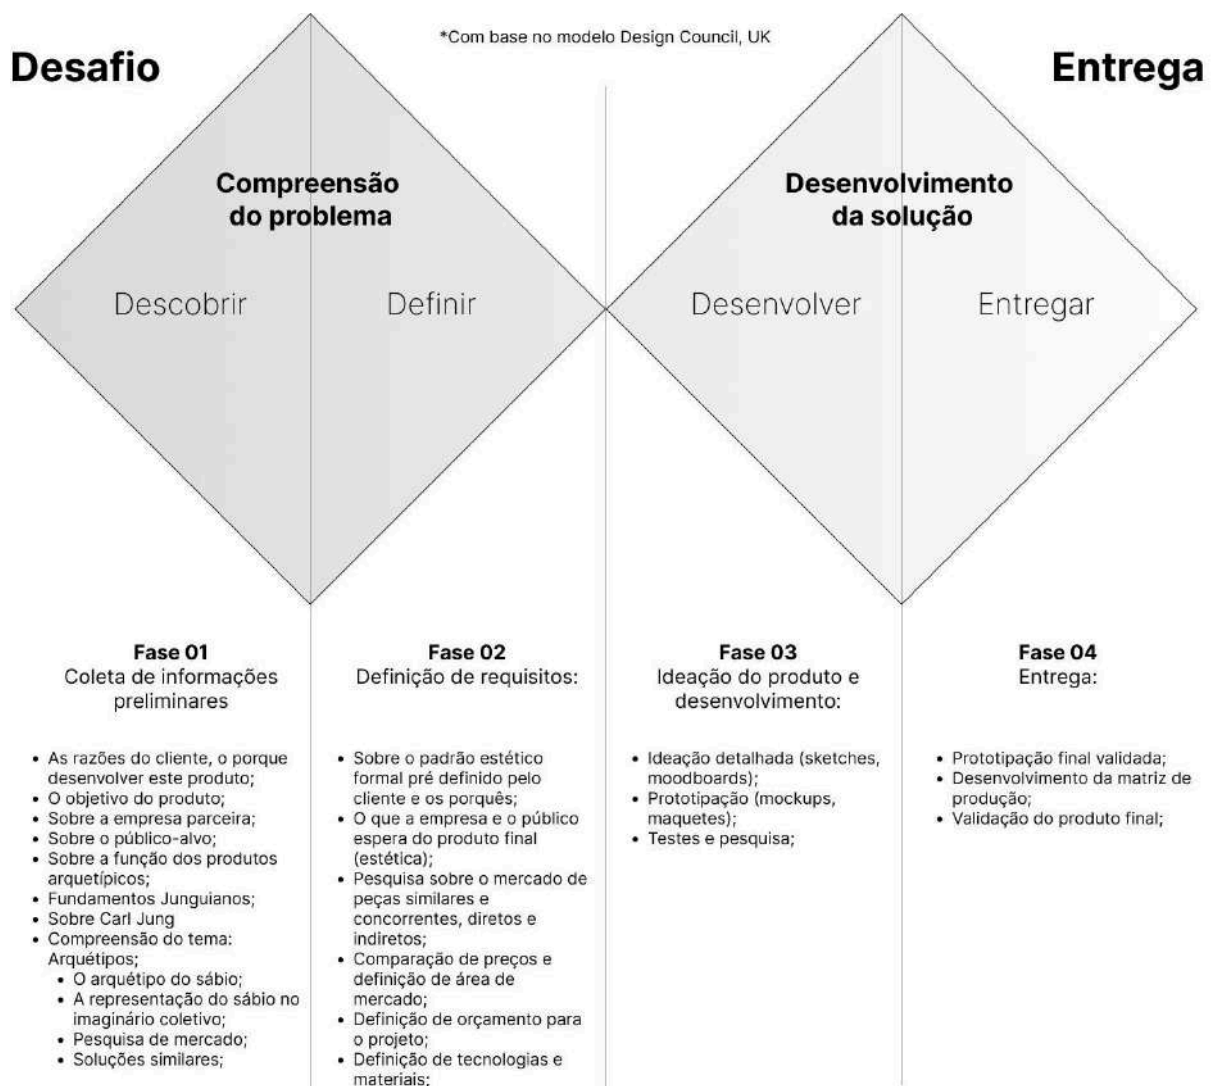 *Com base no modelo Design Council, UK
Desafio
Entrega
Compreensão
do problema
Desenvolvimento
da solução
Descobrir
Definir
Desenvolver
Entregar
Fase 01
Coleta de informações
preliminares
• As razões do cliente, o porque
desenvolver este produto;
• O objetivo do produto;
• Sobre a empresa parceira;
• Sobre o público-alvo;
• Sobre a função dos produtos
arquetípicos;
• Fundamentos Junguianos;
• Sobre Carl Jung
• Compreensão do tema:
Arquétipos;
• O arquétipo do sábio;
• A representação do sábio no
imaginário coletivo;
• Pesquisa de mercado;
• Soluções similares;
Fase 02
Definição de requisitos:
• Sobre o padrão estético
formal pré definido pelo
cliente e os porquês;
• O que a empresa e o público
espera do produto final
(estética);
• Pesquisa sobre o mercado de
peças similares e
concorrentes, diretos e
indiretos;
• Comparação de preços e
definição de área de
mercado;
• Definição de orçamento para
o projeto;
• Definição de tecnologias e
materiais;
Fase 03
Ideação do produto e
desenvolvimento:
• Ideação detalhada (sketches,
moodboards);
• Prototipação (mockups,
maquetes);
• Testes e pesquisa;
Fase 04
Entrega:
• Prototipação final validada;
• Desenvolvimento da matriz de
produção;
• Validação do produto final;